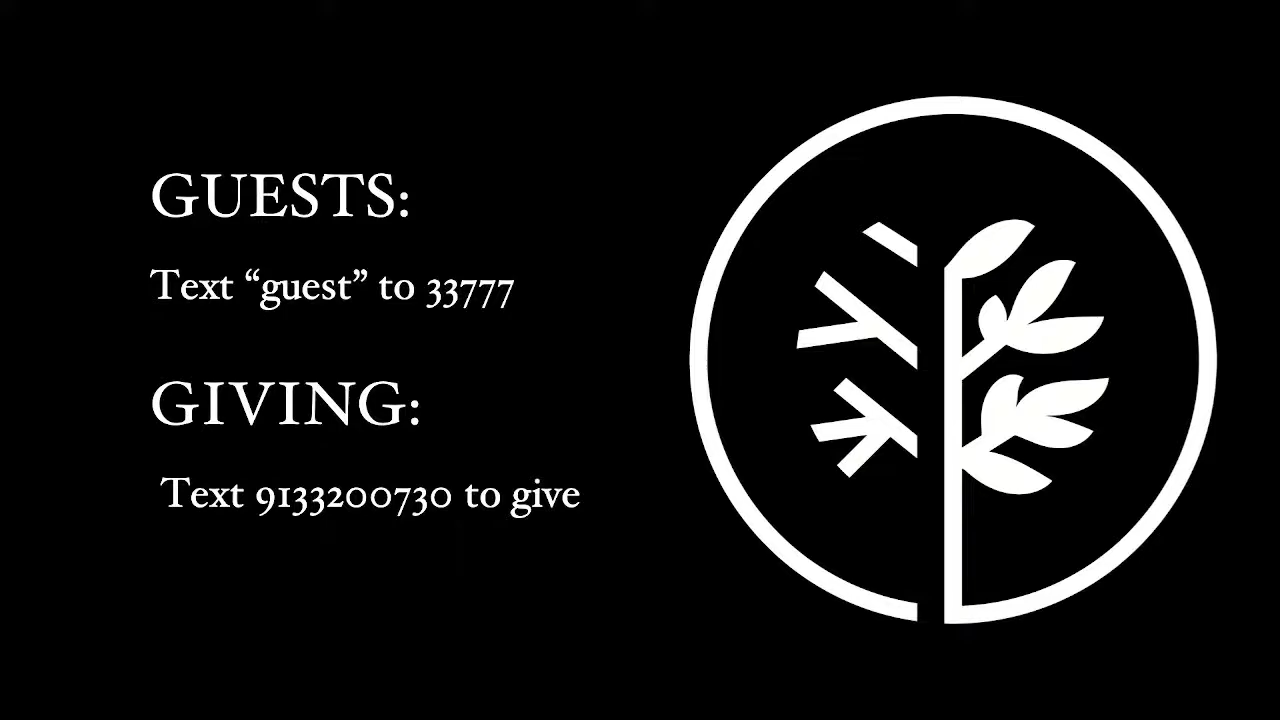 GUESTS:
Text “guest” to 33777
GIVING:
Text 9133200730 to give